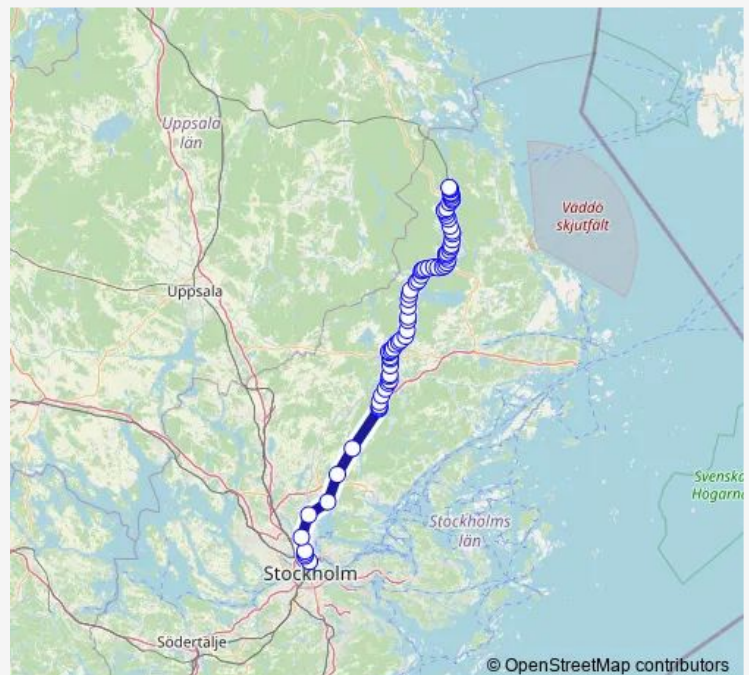 Uppsala
län
Väddö
skjutfält
Uppsala
Svenska
Högarna
Stockholms
län
Stockholm
Södertälje
© OpenStreetMap contributors